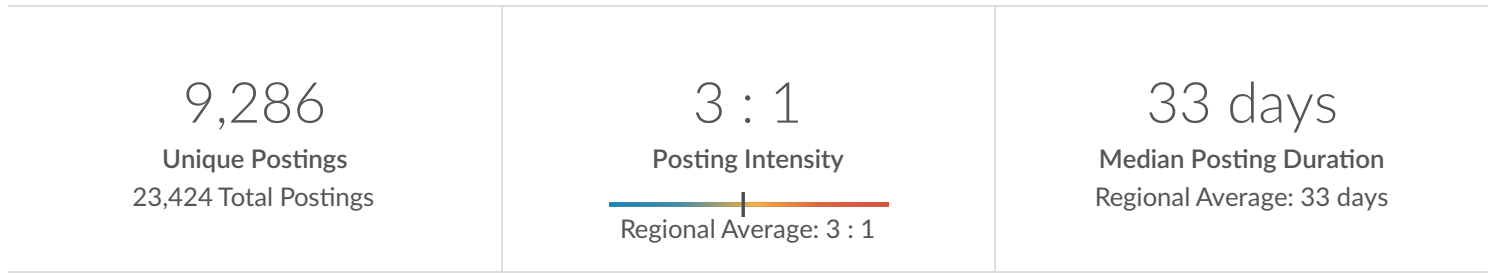 9,286
Unique Postings
23,424 Total Postings
3 : 1
Posting Intensity
Regional Average: 3 : 1
33 days
Median Posting Duration
Regional Average: 33 days